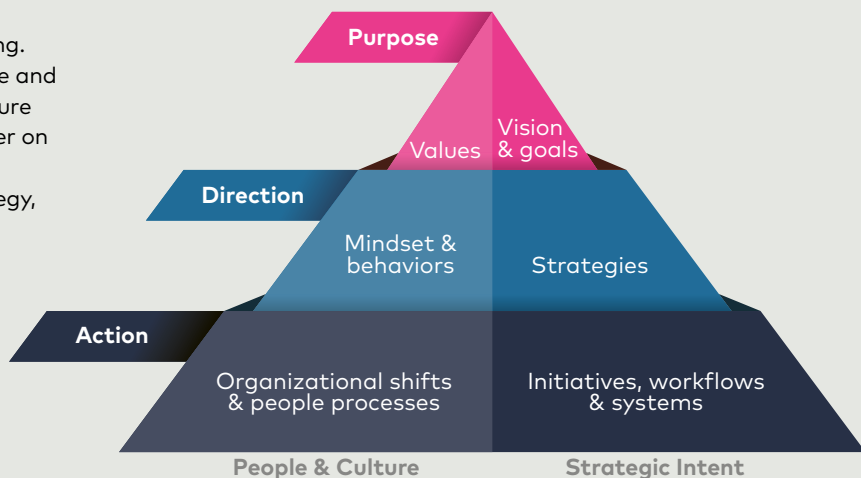 ng.
e and
ure
er on
egy,
Purpose
Values
Vision
& goals
Direction
Mindset &
behaviors
Strategies
Action
Organizational shifts
& people processes
Initiatives, workflows
& systems
People & Culture
Strategic Intent